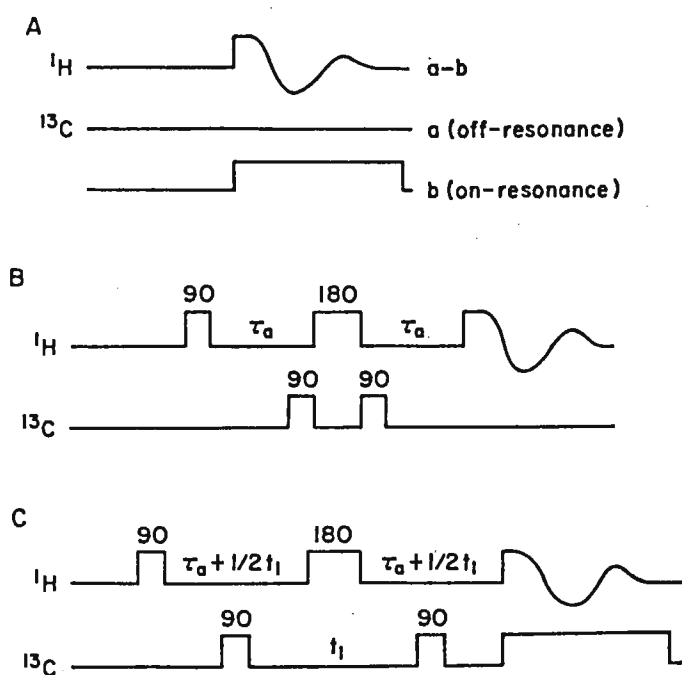 A
¹H
a-b
¹³C
a (off-resonance)
b (on-resonance)
B
90
180
τa
τa
¹H
90
90
¹³C
C
90
180
τa + 1/2 t₁
τa + 1/2 t₁
¹H
90
90
t₁
¹³C